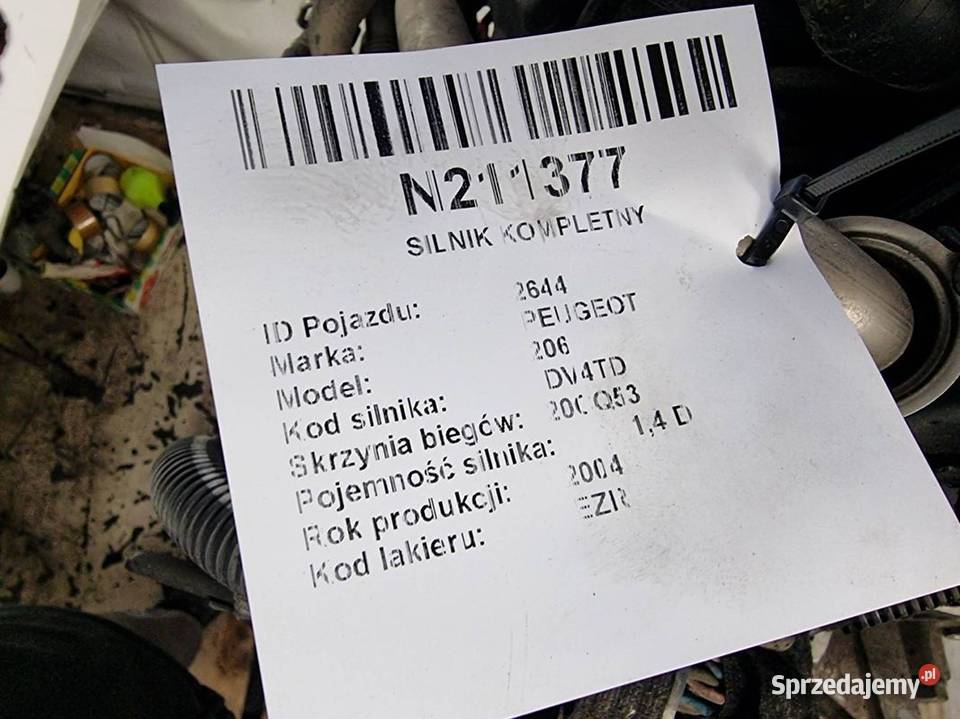 N211377
SILNIK KOMPLETNY
ID Pojazdu: 2644
Marka: PEUGEOT
Model: 206
Kod silnika: DV4TD
Skrzynia biegów: 20CQ53
Pojemność silnika: 1,4 D
Rok produkcji: 2004
Kod lakieru: EZR
Sprzedajemy.pl